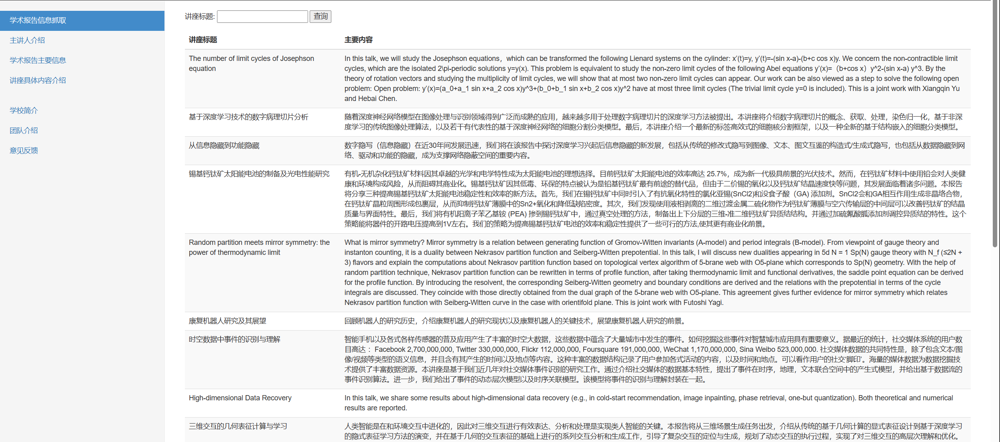 学术报告信息抓取
主讲人介绍
学术报告主要信息
讲座具体内容介绍
学校简介
团队介绍
意见反馈
讲座标题: 查询
讲座标题 主要内容
The number of limit cycles of Josephson
equation
In this talk, we will study the Josephson equations，which can be transformed the following Lienard systems on the cylinder: x’(t)=y, y’(t)=-(sin x-a)-(b+c cos x)y. We concern the non-contractible limit
cycles, which are the isolated 2\pi-periodic solutions y=y(x). This problem is equivalent to study the non-zero limit cycles of the following Abel equations y’(x)=（b+cos x）y^2-(sin x-a) y^3. By the
theory of rotation vectors and studying the multiplicity of limit cycles, we will show that at most two non-zero limit cycles can appear. Our work can be also viewed as a step to solve the following open
problem: Open problem: y’(x)=(a_0+a_1 sin x+a_2 cos x)y^3+(b_0+b_1 sin x+b_2 cos x)y^2 have at most three limit cycles (The trivial limit cycle y=0 is included). This is a joint work with Xiangqin Yu
and Hebai Chen.
基于深度学习技术的数字病理切片分析
随着深度神经网络模型在图像处理与识别领域得到广泛而成熟的应用，越来越多用于处理数字病理切片的深度学习方法被提出。本讲座将介绍数字病理切片的概念、获取、处理，染色归一化，基于非深
度学习的传统图像处理算法，以及若干有代表性的基于深度神经网络的细胞分割分类模型。最后，本讲座介绍一个最新的标签高效式的细胞核分割框架，以及一种全新的基于结构嵌入的细胞分类模型。
从信息隐藏到功能隐藏
数字隐写（信息隐藏）在近30年间发展迅速，我们将在该报告中探讨深度学习兴起后信息隐藏的新发展，包括从传统的修改式隐写到图像、文本、图文互鉴的构造式/生成式隐写，也包括从数据隐藏到网
络、驱动和功能的隐藏，成为支撑网络隐蔽空间的重要内容。
锡基钙钛矿太阳能电池的制备及光电性能研究
有机-无机杂化钙钛矿材料因其卓越的光学和电学特性成为太阳能电池的理想选择。目前钙钛矿太阳能电池的效率高达 25.7%，成为新一代极具前景的光伏技术。然而，在钙钛矿材料中使用铅会对人类健
康和环境构成风险，从而阻碍其商业化。锡基钙钛矿因其低毒、环保的特点被认为是铅基钙钛矿最有前途的替代品，但由于二价锡的氧化以及钙钛矿结晶速度快等问题，其发展面临着诸多问题。本报告
将分享三种提高锡基钙钛矿太阳能电池稳定性和效率的新方法。首先，我们在锡钙钛矿中同时引入了有抗氧化特性的氯化亚锡(SnCl2)和没食子酸（GA) 添加剂。SnCl2会和GA相互作用生成非晶络合物，
在钙钛矿晶粒周围形成包裹层，从而抑制钙钛矿薄膜中的Sn2+氧化和降低缺陷密度。其次，我们发现使用液相剥离的二维过渡金属二硫化物作为钙钛矿薄膜与空穴传输层的中间层可以改善钙钛矿的结晶
质量与界面特性。最后，我们将有机阳离子苯乙基铵 (PEA) 掺到锡钙钛矿中，通过真空处理的方法，制备出上下分层的三维-准二维钙钛矿异质结结构。并通过加硫氰酸胍添加剂调控异质结的特性。这个
策略能将器件的开路电压提高到1V左右。我们的策略为提高锡基钙钛矿电池的效率和稳定性提供了一些可行的方法,使其更有商业化前景。
Random partition meets mirror symmetry: the
power of thermodynamic limit
What is mirror symmetry? Mirror symmetry is a relation between generating function of Gromov-Witten invariants (A-model) and period integrals (B-model). From viewpoint of gauge theory and
instanton counting, it is a duality between Nekrasov partition function and Seiberg-Witten prepotential. In this talk, I will discuss new dualities appearing in 5d N = 1 Sp(N) gauge theory with N_f (≤2N +
3) flavors and explain the computations about Nekrasov partition function based on topological vertex algorithm of 5-brane web with O5-plane which corresponds to Sp(N) geometry. With the help of
random partition technique, Nekrasov partition function can be rewritten in terms of profile function, after taking thermodynamic limit and functional derivatives, the saddle point equation can be derived
for the profile function. By introducing the resolvent, the corresponding Seiberg-Witten geometry and boundary conditions are derived and the relations with the prepotential in terms of the cycle
integrals are discussed. They coincide with those directly obtained from the dual graph of the 5-brane web with O5-plane. This agreement gives further evidence for mirror symmetry which relates
Nekrasov partition function with Seiberg-Witten curve in the case with orientifold plane. This is joint work with Futoshi Yagi.
康复机器人研究及其展望
回顾机器人的研究历史，介绍康复机器人的研究现状以及康复机器人的关键技术，展望康复机器人研究的前景。
时空数据中事件的识别与理解
智能手机以及各式各样传感器的普及应用产生了丰富的时空大数据，这些数据中蕴含了大量城市中发生的事件。如何挖掘这些事件对智慧城市应用具有重要意义。据最近的统计，社交媒体系统的用户数
目高达 ：Facebook 2,700,000,000, Twitter 330,000,000, Flickr 112,000,000, Foursquare 191,000,000, WeChat 1,170,000,000, Sina Weibo 523,000,000. 社交媒体数据的共同特性是，除了包含文本/图
像/视频等类型的语义信息，并且含有其产生的时间以及地点等内容。这种丰富的数据结构记录了用户参加各式活动的内容，以及时间和地点。可以看作用户的社交‘脚印’。海量的媒体数据为数据挖掘技
术提供了丰富数据资源。本讲座是基于我们近几年对社交媒体事件识别的研究工作。通过介绍社交媒体的数据基本特性，提出了事件在时序，地理，文本联合空间中的产生式模型，并给出基于数据流的
事件识别算法。进一步，我们给出了事件的动态层次模型以及时序关联模型。该模型将事件的识别与理解封装在一起。
High-dimensional Data Recovery
In this talk, we share some results about high-dimensional data recovery (e.g., in cold-start recommendation, image inpainting, phase retrieval, one-but quantization). Both theoretical and numerical
results are reported.
三维交互的几何表征计算与学习
人类智能是在和环境交互中进化的，因此对三维交互进行有效表达、分析和处理是实现类人智能的关键。本报告将从三维场景生成任务出发，介绍从传统的基于几何计算的显式表征设计到基于深度学习
的隐式表征学习方法的演变，并在基于几何的交互表征的基础上进行的系列交互分析和生成工作，引导了复杂交互的定位与生成，规划了动态交互的执行过程，实现了对三维交互的高层次理解和优化。